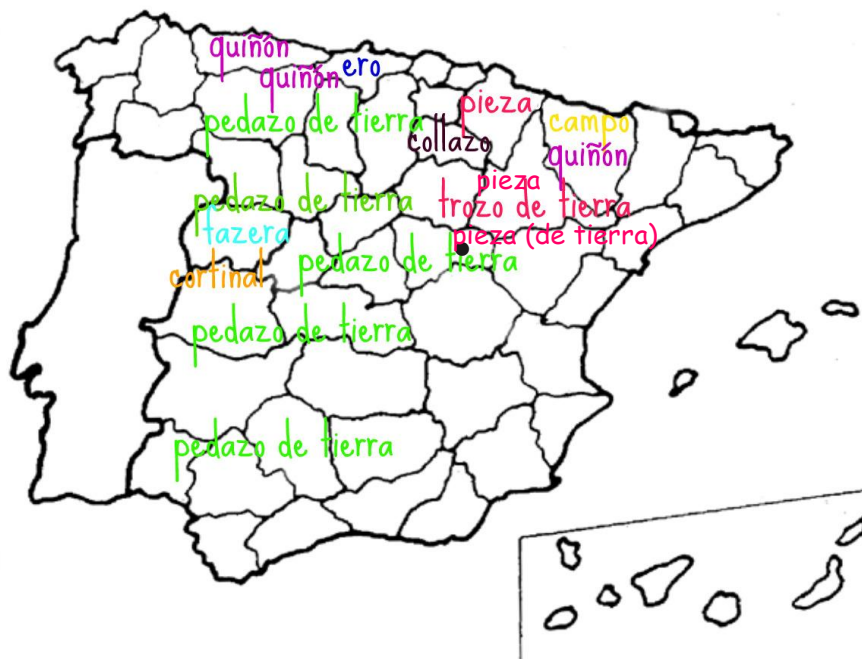 quiñón
ero
quiñón
pieza
pedazo de tierra
campo
collazo
quiñón
pieza
pedazo de tierra
trozo de tierra
tazera
pieza (de tierra)
pedazo de tierra
cortinal
pedazo de tierra
pedazo de tierra